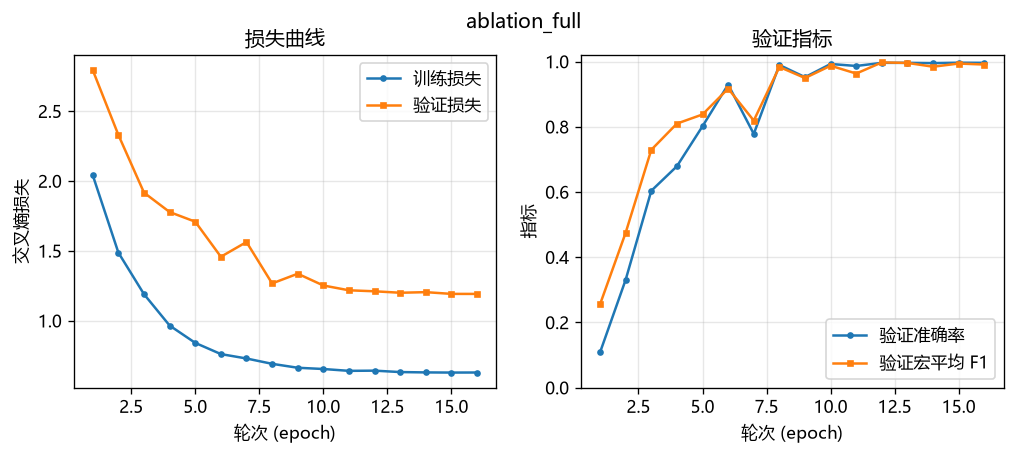 ablation_full
损失曲线
训练损失
验证损失
2.5
2.0
1.5
1.0
交叉熵损失
2.5 5.0 7.5 10.0 12.5 15.0
轮次 (epoch)
验证指标
1.0
0.8
0.6
0.4
0.2
0.0
指标
验证准确率
验证宏平均 F1
2.5 5.0 7.5 10.0 12.5 15.0
轮次 (epoch)